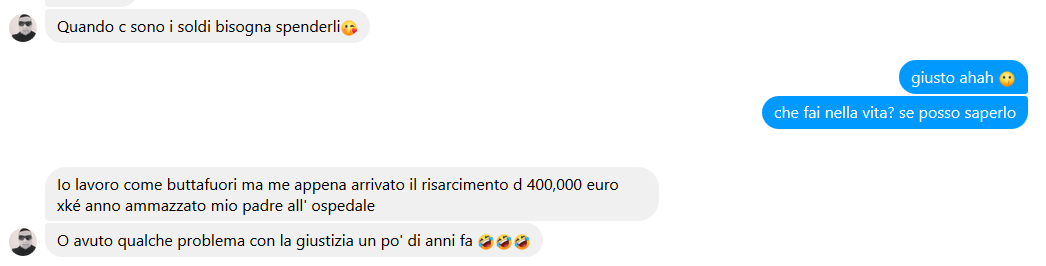 Quando c sono i soldi bisogna spenderli😘
giusto ahah 😶
che fai nella vita? se posso saperlo
Io lavoro come buttafuori ma me appena arrivato il risarcimento d 400,000 euro
xké anno ammazzato mio padre all' ospedale
O avuto qualche problema con la giustizia un po' di anni fa 🤣🤣🤣